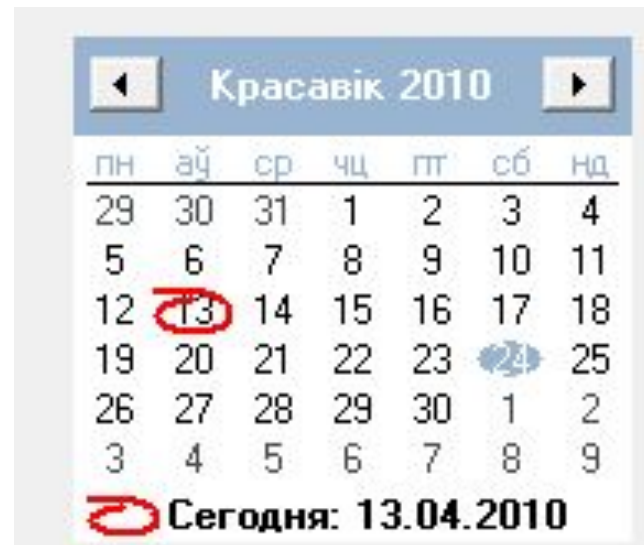 Красавік 2010
пн аў ср чц пт сб нд
29 30 31 1 2 3 4
5 6 7 8 9 10 11
12 13 14 15 16 17 18
19 20 21 22 23 24 25
26 27 28 29 30 1 2
3 4 5 6 7 8 9
Сегодня: 13.04.2010